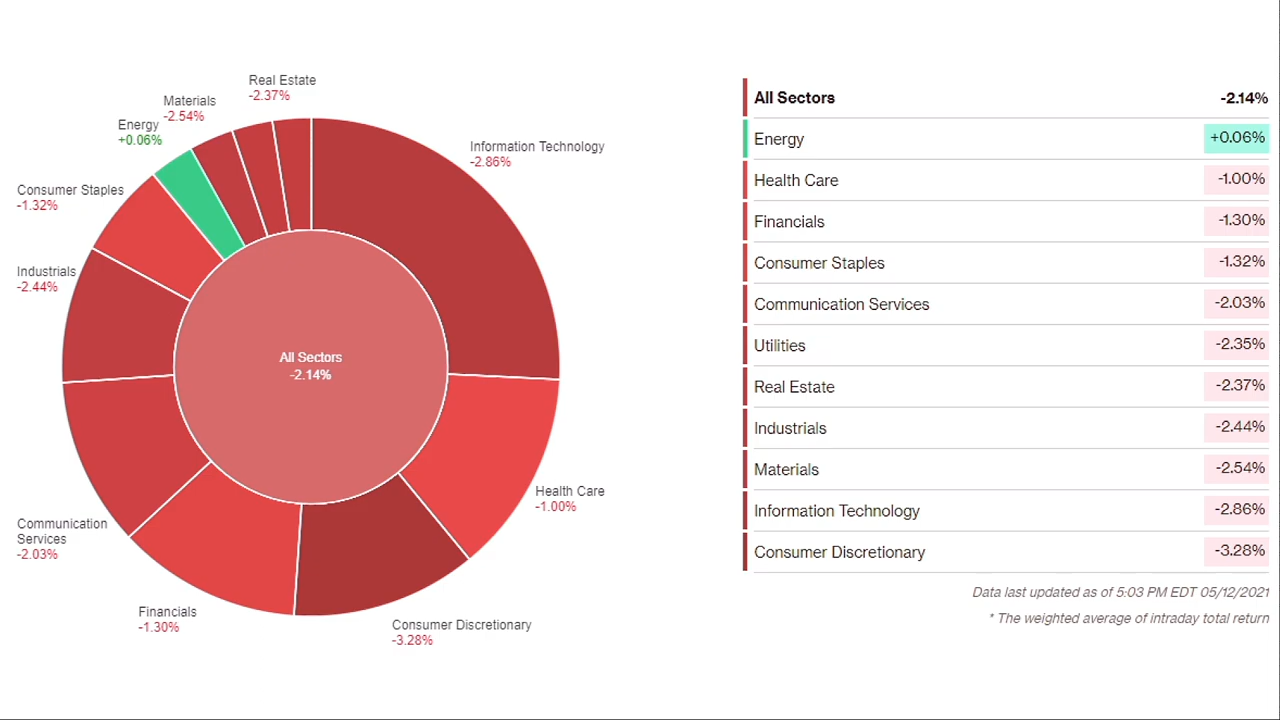 Real Estate
-2.37%
Materials
-2.54%
Energy
+0.06%
Information Technology
-2.86%
Consumer Staples
-1.32%
Industrials
-2.44%
All Sectors
-2.14%
Health Care
-1.00%
Communication
Services
-2.03%
Financials
-1.30%
Consumer Discretionary
-3.28%
All Sectors -2.14%
Energy +0.06%
Health Care -1.00%
Financials -1.30%
Consumer Staples -1.32%
Communication Services -2.03%
Utilities -2.35%
Real Estate -2.37%
Industrials -2.44%
Materials -2.54%
Information Technology -2.86%
Consumer Discretionary -3.28%
Data last updated as of 5:03 PM EDT 05/12/2021
* The weighted average of intraday total return